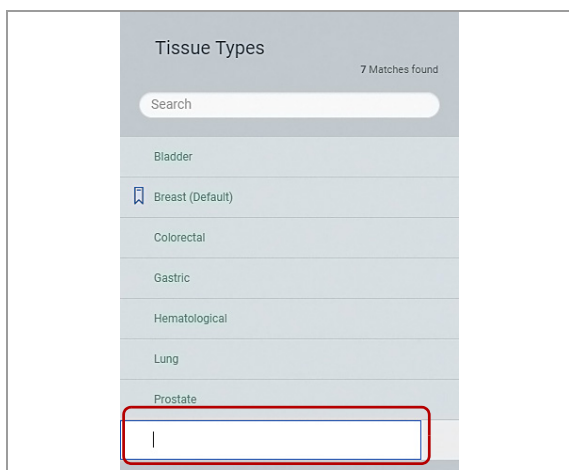 Tissue Types
7 Matches found
Search
Bladder
Breast (Default)
Colorectal
Gastric
Hematological
Lung
Prostate